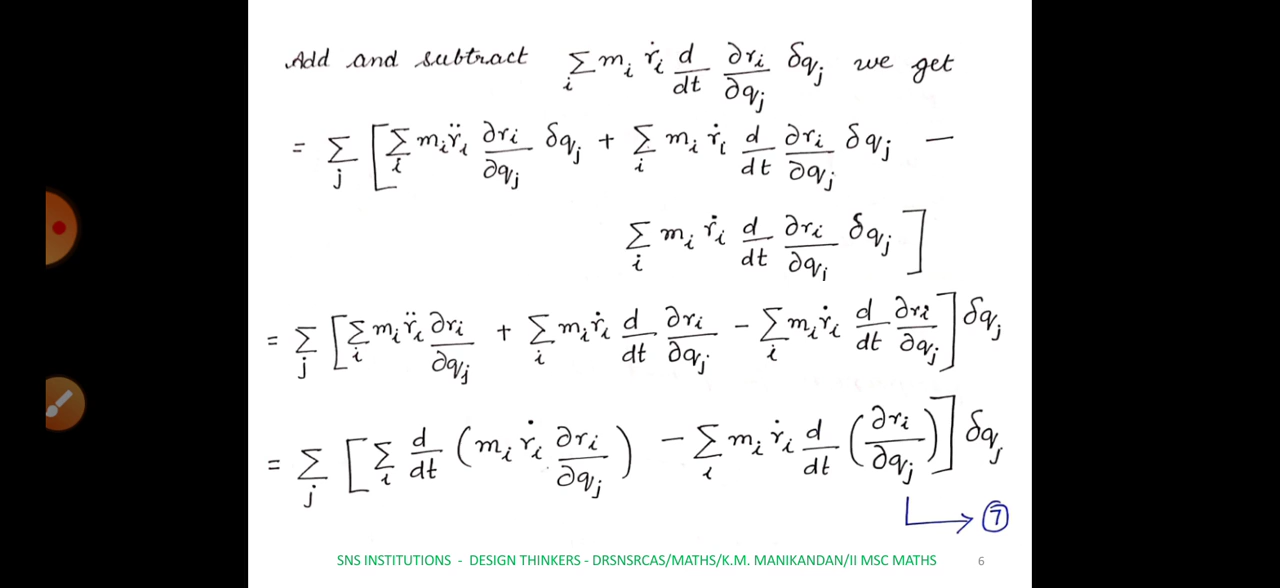 Add and subtract ∑_i m_i ṙ_i d/dt ∂r_i/∂q_j δq_j we get
= ∑_j [ ∑_i m_i r̈_i ∂r_i/∂q_j δq_j + ∑_i m_i ṙ_i d/dt ∂r_i/∂q_j δq_j −
∑_i m_i ṙ_i d/dt ∂r_i/∂q_i δq_j ]
= ∑_j [ ∑_i m_i r̈_i ∂r_i/∂q_j + ∑_i m_i ṙ_i d/dt ∂r_i/∂q_j − ∑_i m_i ṙ_i d/dt ∂r_i/∂q_j ] δq_j
= ∑_j [ ∑_i d/dt ( m_i ṙ_i ∂r_i/∂q_j ) − ∑_i m_i ṙ_i d/dt ( ∂r_i/∂q_j ) ] δq_j
→ ⑦
SNS INSTITUTIONS - DESIGN THINKERS - DRSNSRCAS/MATHS/K.M. MANIKANDAN/II MSC MATHS 6